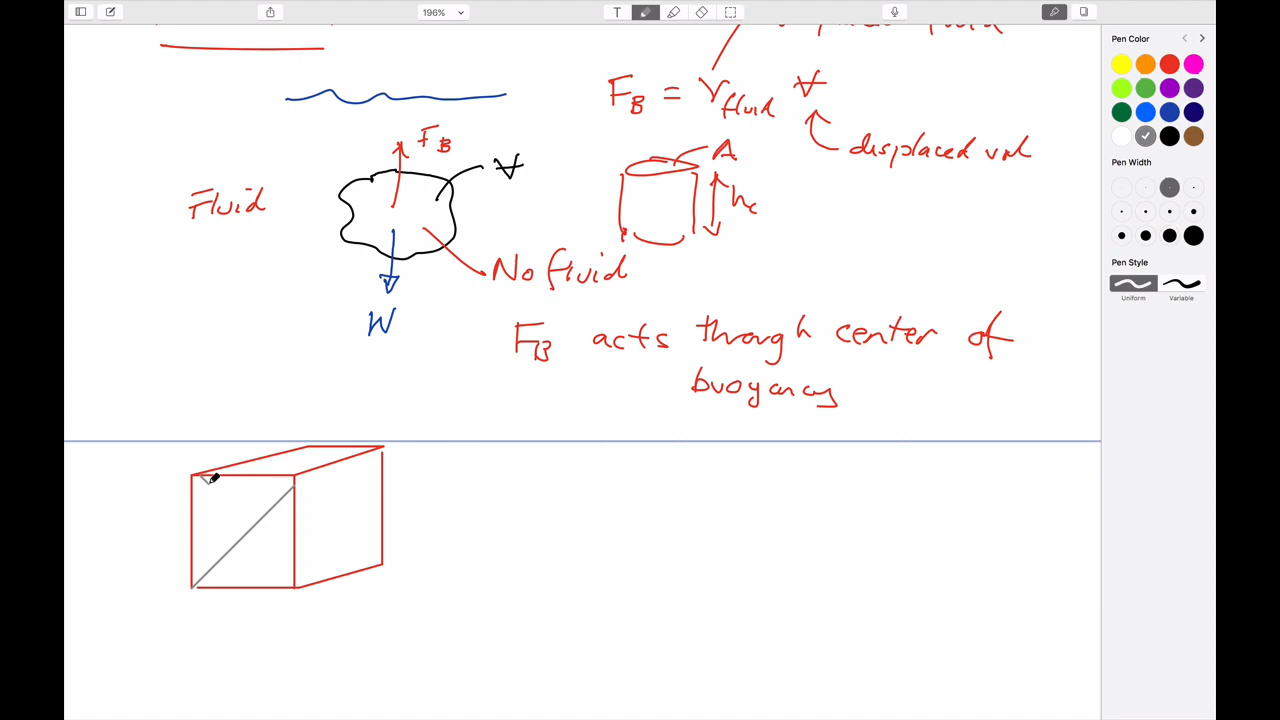 196%
T
Pen Color
F_B = γ_fluid V
displaced vol
F_B
V
A
h_c
Fluid
No fluid
W
F_B acts through center of
buoyancy
Pen Width
Pen Style
Uniform
Variable